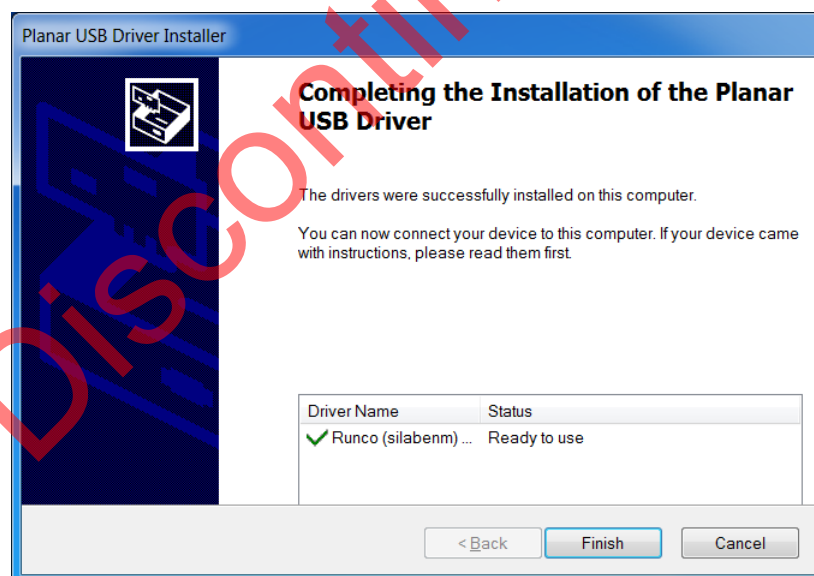 Planar USB Driver Installer
Completing the Installation of the Planar
USB Driver
The drivers were successfully installed on this computer.
You can now connect your device to this computer. If your device came
with instructions, please read them first.
Driver Name Status
Runco (silabenm) ... Ready to use
< Back Finish Cancel